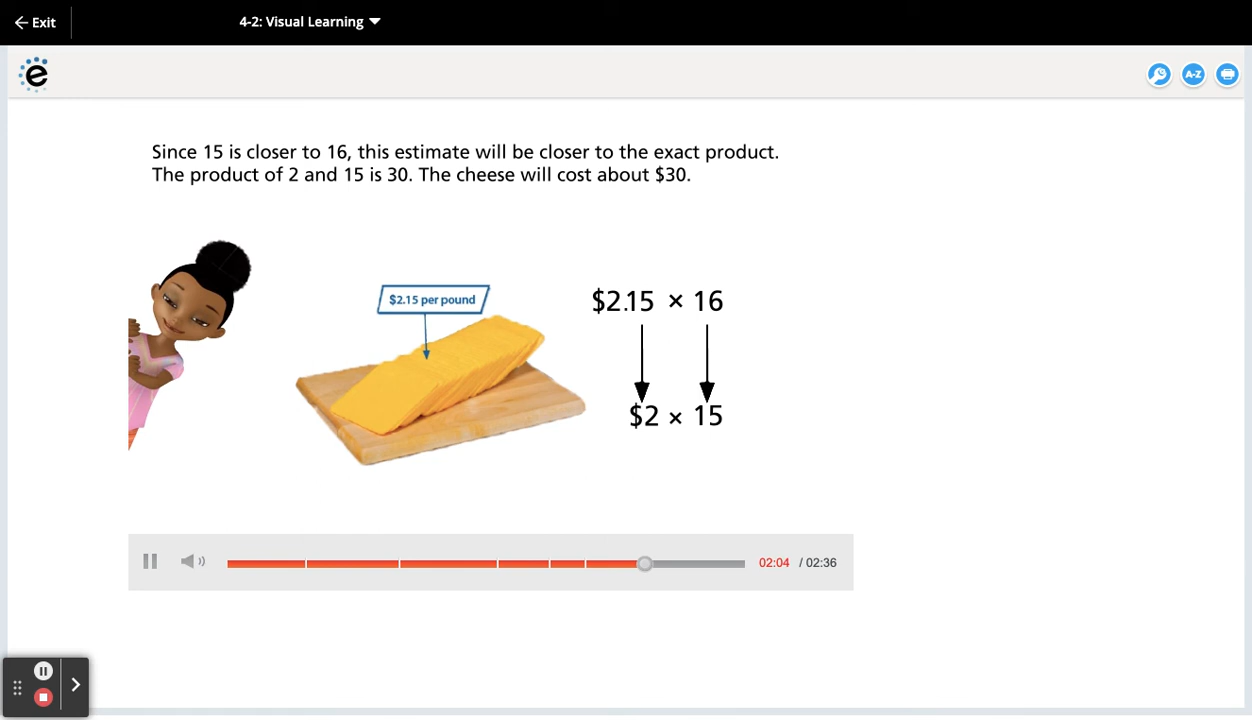 Exit
4-2: Visual Learning
e
A-Z
Since 15 is closer to 16, this estimate will be closer to the exact product.
The product of 2 and 15 is 30. The cheese will cost about $30.
$2.15 per pound
$2.15 × 16
$2 × 15
02:04 / 02:36